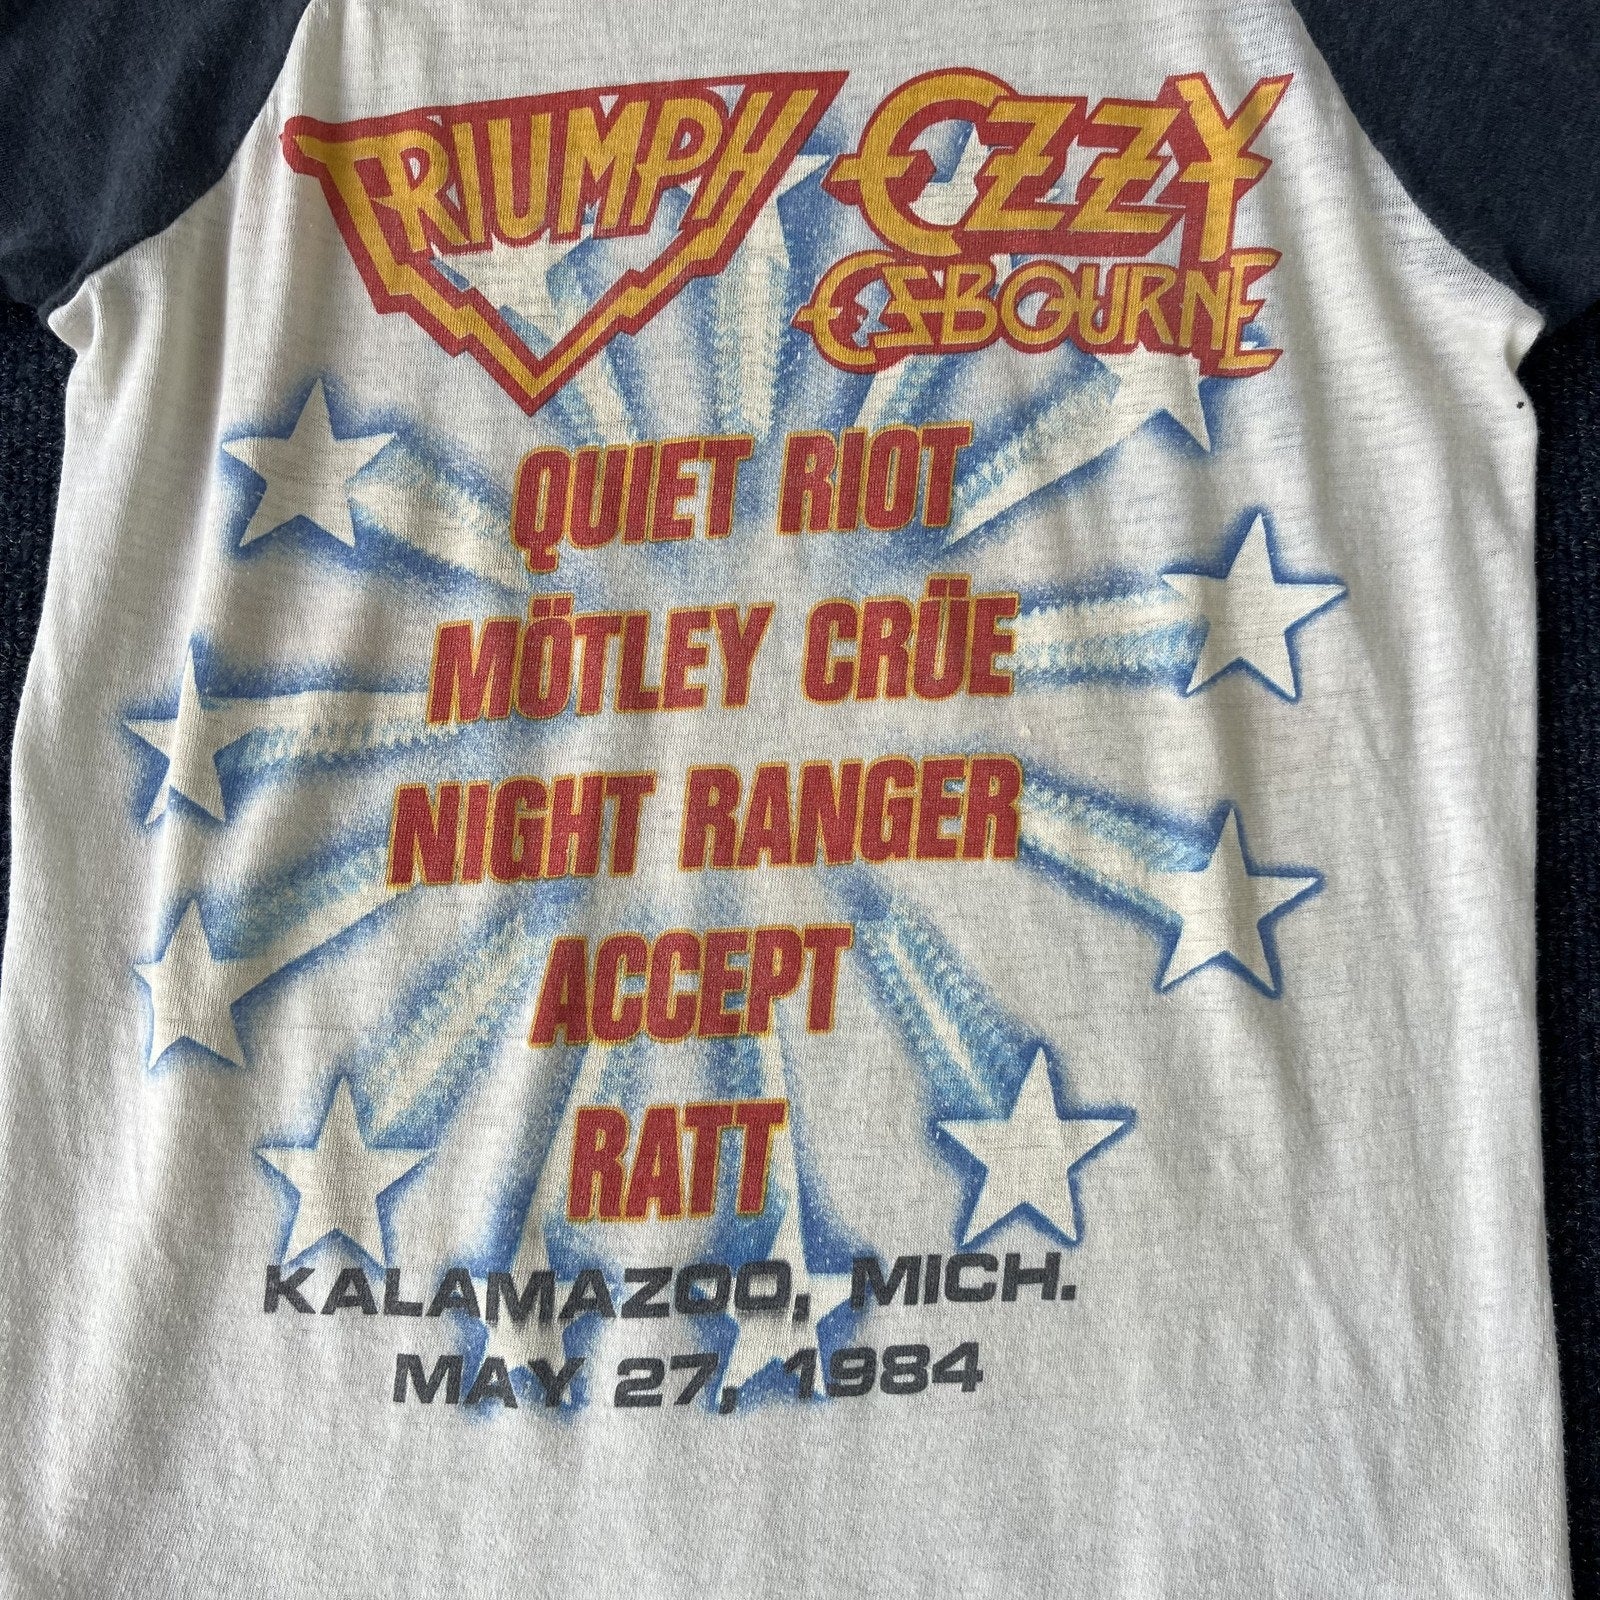 TRIUMPH OZZY
OSBOURNE
QUIET RIOT
MÖTLEY CRÜE
NIGHT RANGER
ACCEPT
RATT
KALAMAZOO, MICH.
MAY 27, 1984